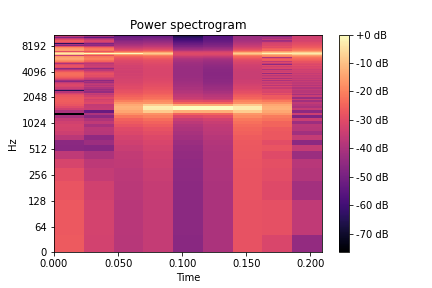 Power spectrogram
Hz
8192
4096
2048
1024
512
256
128
64
0
0.000
0.050
0.100
0.150
0.200
Time
+0 dB
-10 dB
-20 dB
-30 dB
-40 dB
-50 dB
-60 dB
-70 dB